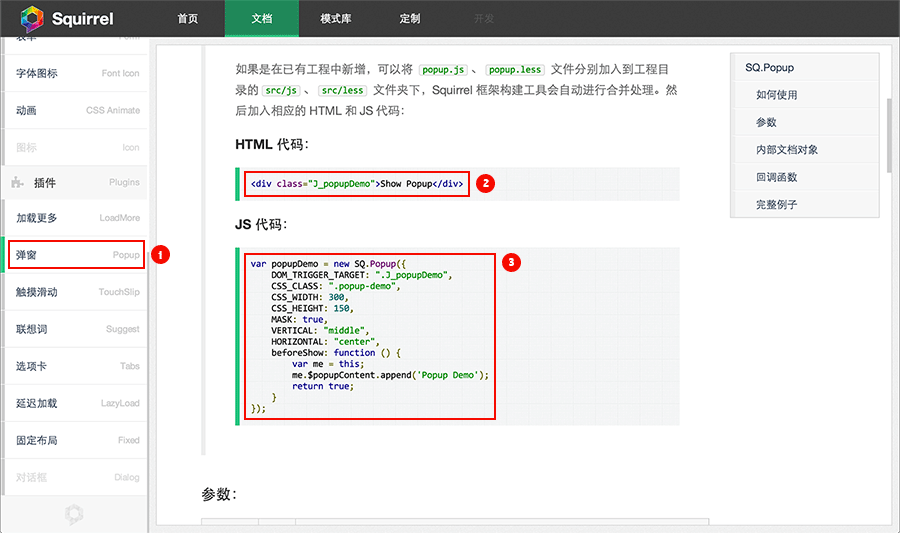 Squirrel
首页
文档
模式库
定制
开发
表单 Form
字体图标 Font Icon
动画 CSS Animate
图标 Icon
插件 Plugins
加载更多 LoadMore
弹窗 Popup
1
触摸滑动 TouchSlip
联想词 Suggest
选项卡 Tabs
延迟加载 LazyLoad
固定布局 Fixed
对话框 Dialog
如果是在已有工程中新增，可以将 popup.js 、 popup.less 文件分别加入到工程目
录的 src/js 、 src/less 文件夹下，Squirrel 框架构建工具会自动进行合并处理。然
后加入相应的 HTML 和 JS 代码：
HTML 代码：
<div class="J_popupDemo">Show Popup</div>
2
JS 代码：
var popupDemo = new SQ.Popup({
DOM_TRIGGER_TARGET: ".J_popupDemo",
CSS_CLASS: ".popup-demo",
CSS_WIDTH: 300,
CSS_HEIGHT: 150,
MASK: true,
VERTICAL: "middle",
HORIZONTAL: "center",
beforeShow: function () {
var me = this;
me.$popupContent.append('Popup Demo');
return true;
}
});
3
参数：
SQ.Popup
如何使用
参数
内部文档对象
回调函数
完整例子